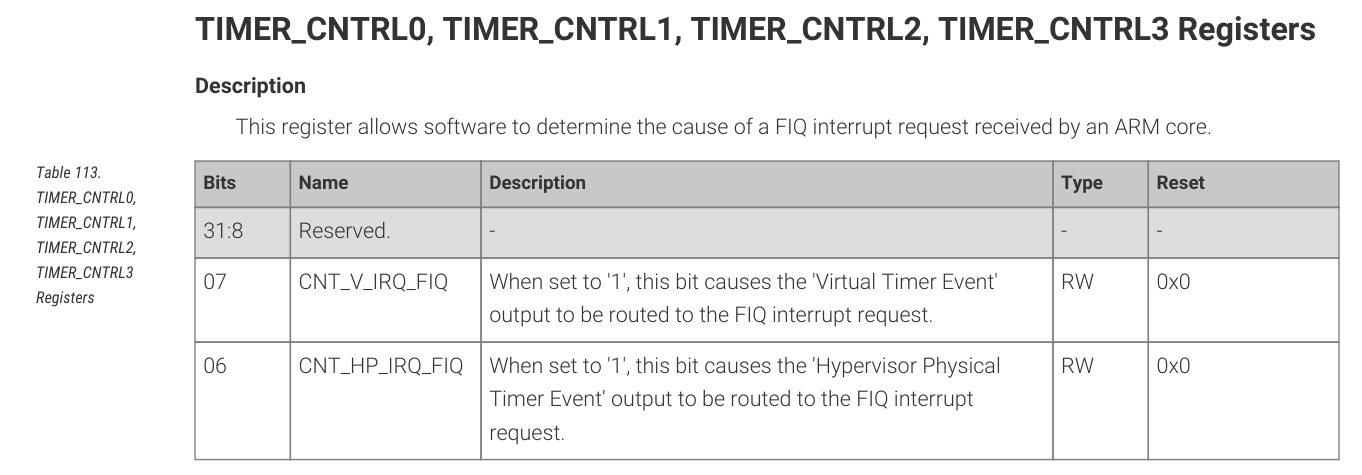 TIMER_CNTRL0, TIMER_CNTRL1, TIMER_CNTRL2, TIMER_CNTRL3 Registers
Description
This register allows software to determine the cause of a FIQ interrupt request received by an ARM core.
Table 113.
TIMER_CNTRL0,
TIMER_CNTRL1,
TIMER_CNTRL2,
TIMER_CNTRL3
Registers
Bits Name Description Type Reset
31:8 Reserved. - - -
07 CNT_V_IRQ_FIQ When set to '1', this bit causes the 'Virtual Timer Event' RW 0x0
output to be routed to the FIQ interrupt request.
06 CNT_HP_IRQ_FIQ When set to '1', this bit causes the 'Hypervisor Physical RW 0x0
Timer Event' output to be routed to the FIQ interrupt
request.